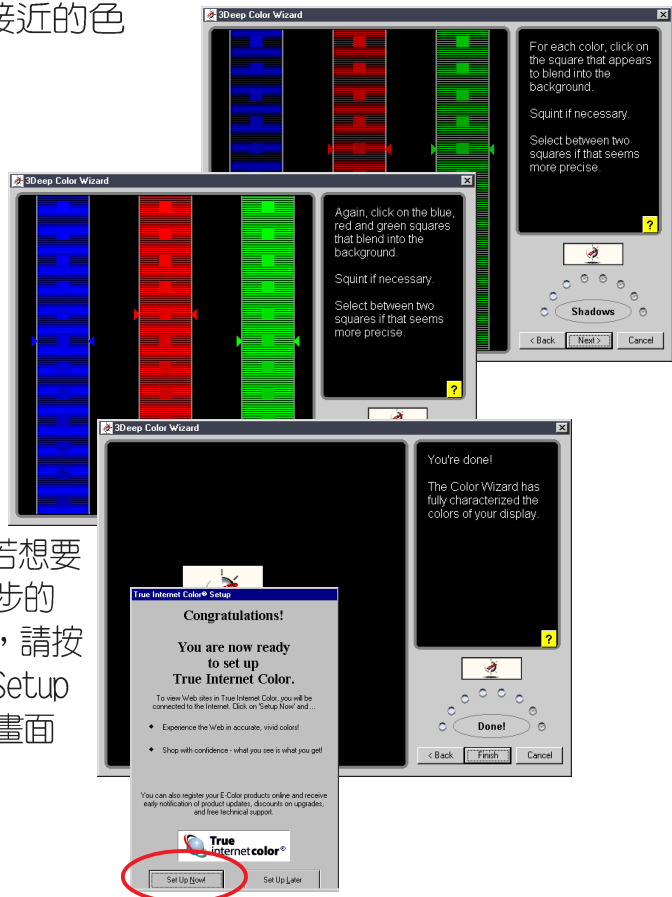 接近的色
3Deep Color Wizard
For each color, click on
the square that appears
to blend into the
background.
Squint if necessary.
Select between two
squares if that seems
more precise.
?
Shadows
< Back
Next >
Cancel
3Deep Color Wizard
Again, click on the blue,
red and green squares
that blend into the
background.
Squint if necessary.
Select between two
squares if that seems
more precise.
?
3Deep Color Wizard
You're done!
The Color Wizard has
fully characterized the
colors of your display.
?
Done!
< Back
Finish
Cancel
若想要
步的
，請按
Setup
畫面
True Internet Color® Setup
Congratulations!
You are now ready
to set up
True Internet Color.
To view Web sites in True Internet Color, you will be
connected to the Internet. Click on 'Setup Now' and ...
Experience the Web in accurate, vivid colors!
Shop with confidence - what you see is what you get!
You can also register your E-Color products online and receive
early notification of product updates, discounts on upgrades,
and free technical support.
True
internetcolor®
Set Up Now!
Set Up Later